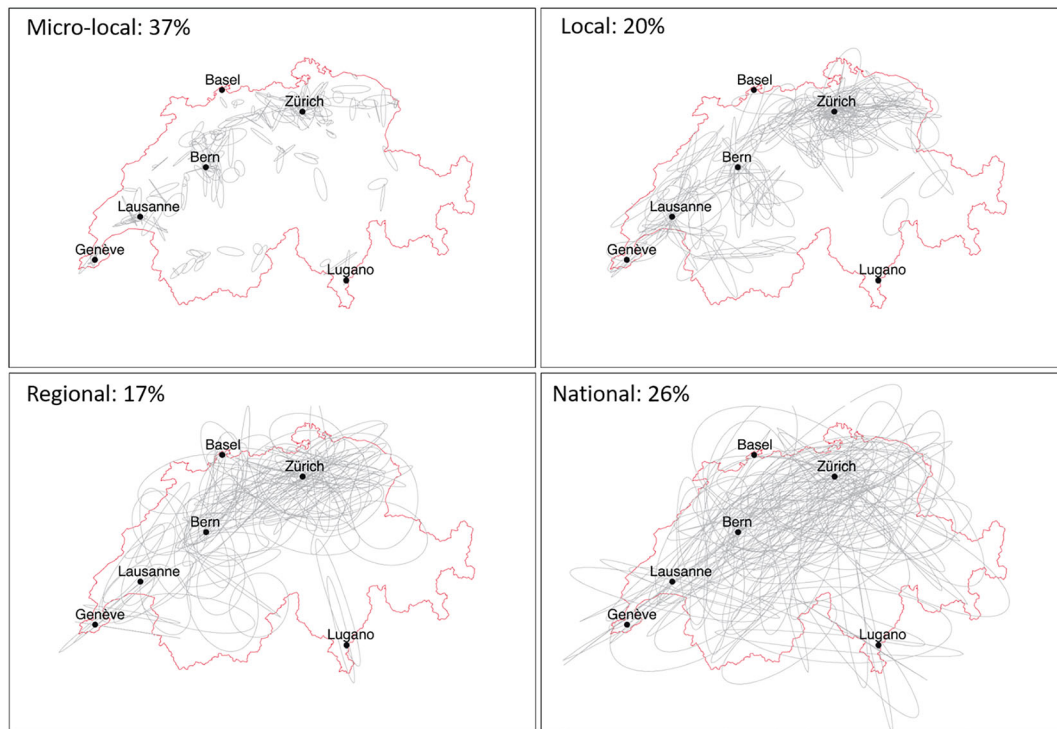 Micro-local: 37%
Basel
Zürich
Bern
Lausanne
Genève
Lugano
Local: 20%
Basel
Zürich
Bern
Lausanne
Genève
Lugano
Regional: 17%
Basel
Zürich
Bern
Lausanne
Genève
Lugano
National: 26%
Basel
Zürich
Bern
Lausanne
Genève
Lugano